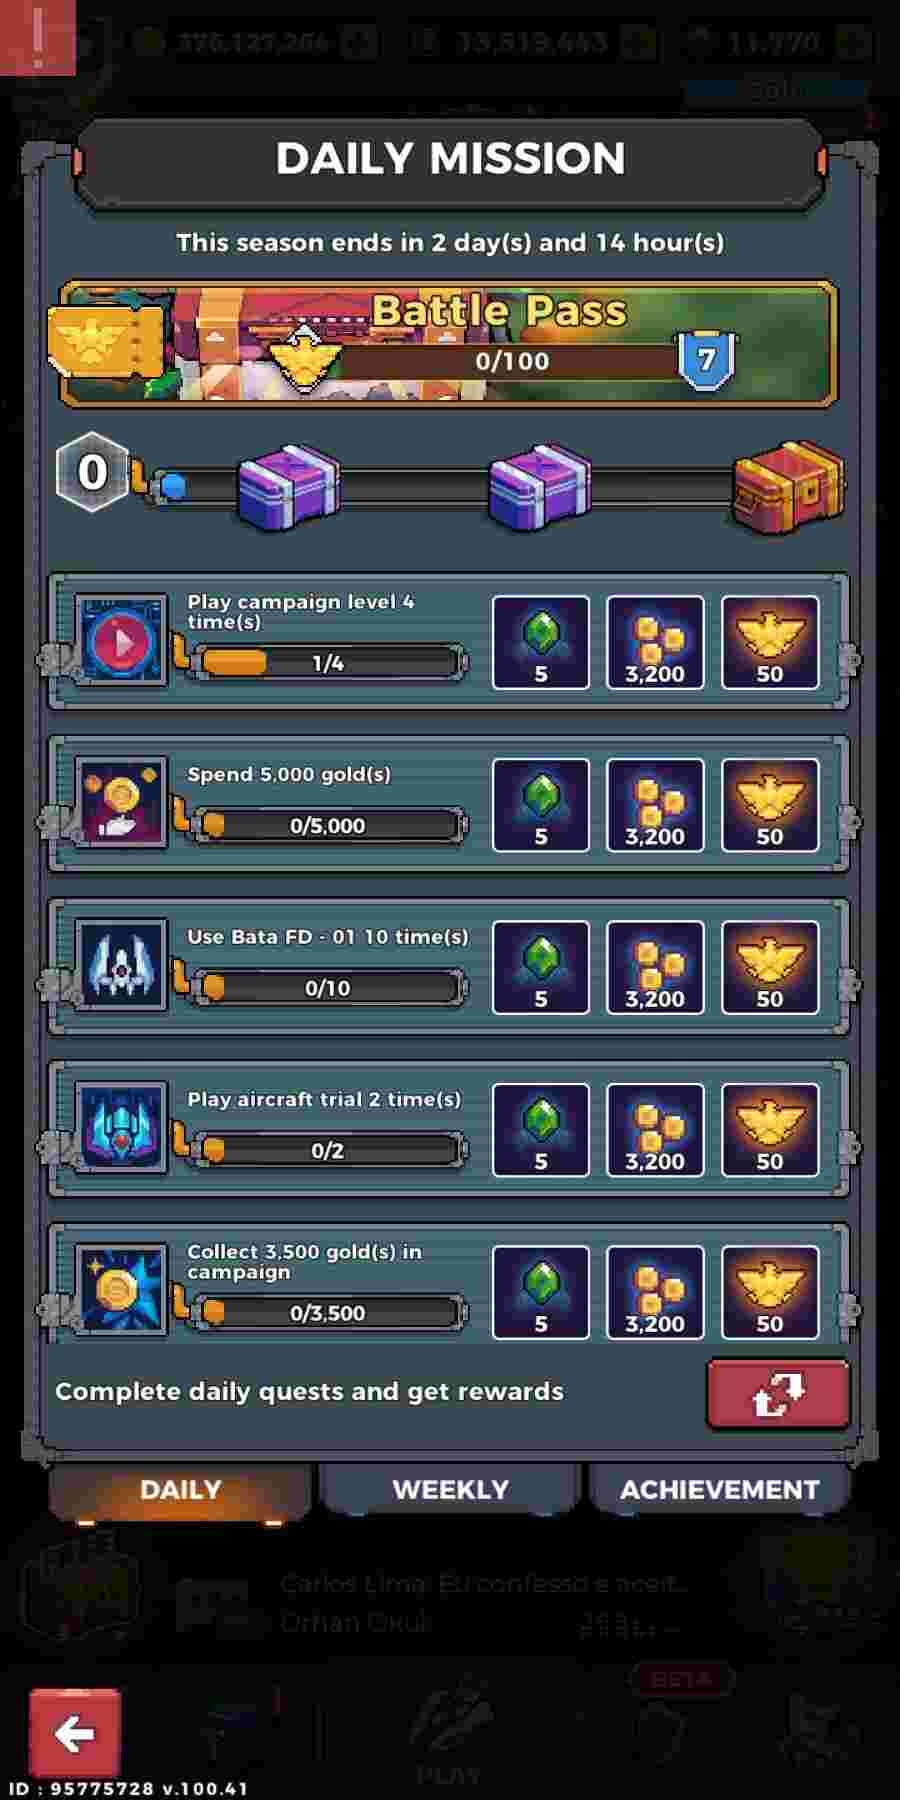 376,127,264 13,519,443 11,770
DAILY MISSION
This season ends in 2 day(s) and 14 hour(s)
Battle Pass
0/100
7
0
Play campaign level 4
time(s)
1/4
5 3,200 50
Spend 5,000 gold(s)
0/5,000
5 3,200 50
Use Bata FD - 01 10 time(s)
0/10
5 3,200 50
Play aircraft trial 2 time(s)
0/2
5 3,200 50
Collect 3,500 gold(s) in
campaign
0/3,500
5 3,200 50
Complete daily quests and get rewards
DAILY WEEKLY ACHIEVEMENT
Carlos Lima: Eu confesso e aceit...
Orhan Okul
BETA
PLAY
ID : 95775728 v.100.41